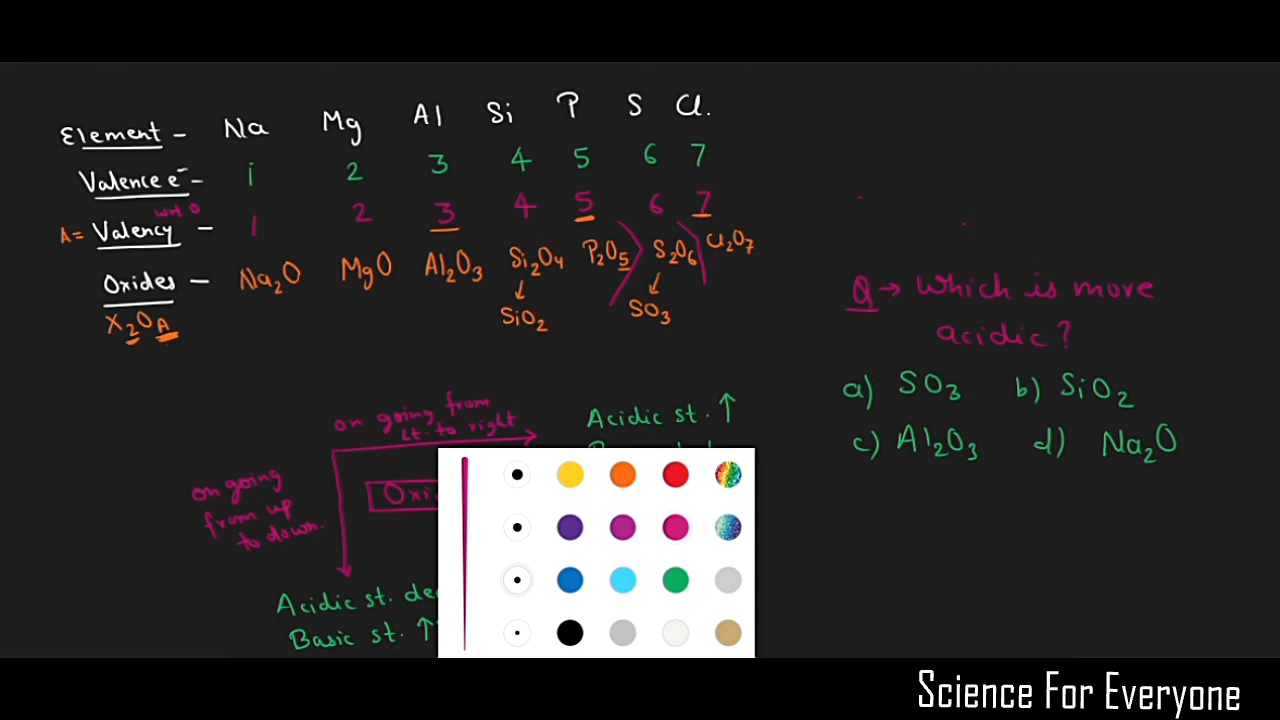 Element - Na Mg Al Si P S Cl.
Valence e⁻ - 1 2 3 4 5 6 7
wrt O
A = Valency - 1 2 3 4 5 6 7
Oxides - Na₂O MgO Al₂O₃ Si₂O₄ P₂O₅ S₂O₆ Cl₂O₇
X₂OA SiO₂ SO₃
Q → Which is more
acidic?
a) SO₃ b) SiO₂
c) Al₂O₃ d) Na₂O
on going from
Lt. to right
Acidic st. ↑
on going
from up
to down.
Oxi
Acidic st. dec
Basic st. ↑
Science For Everyone